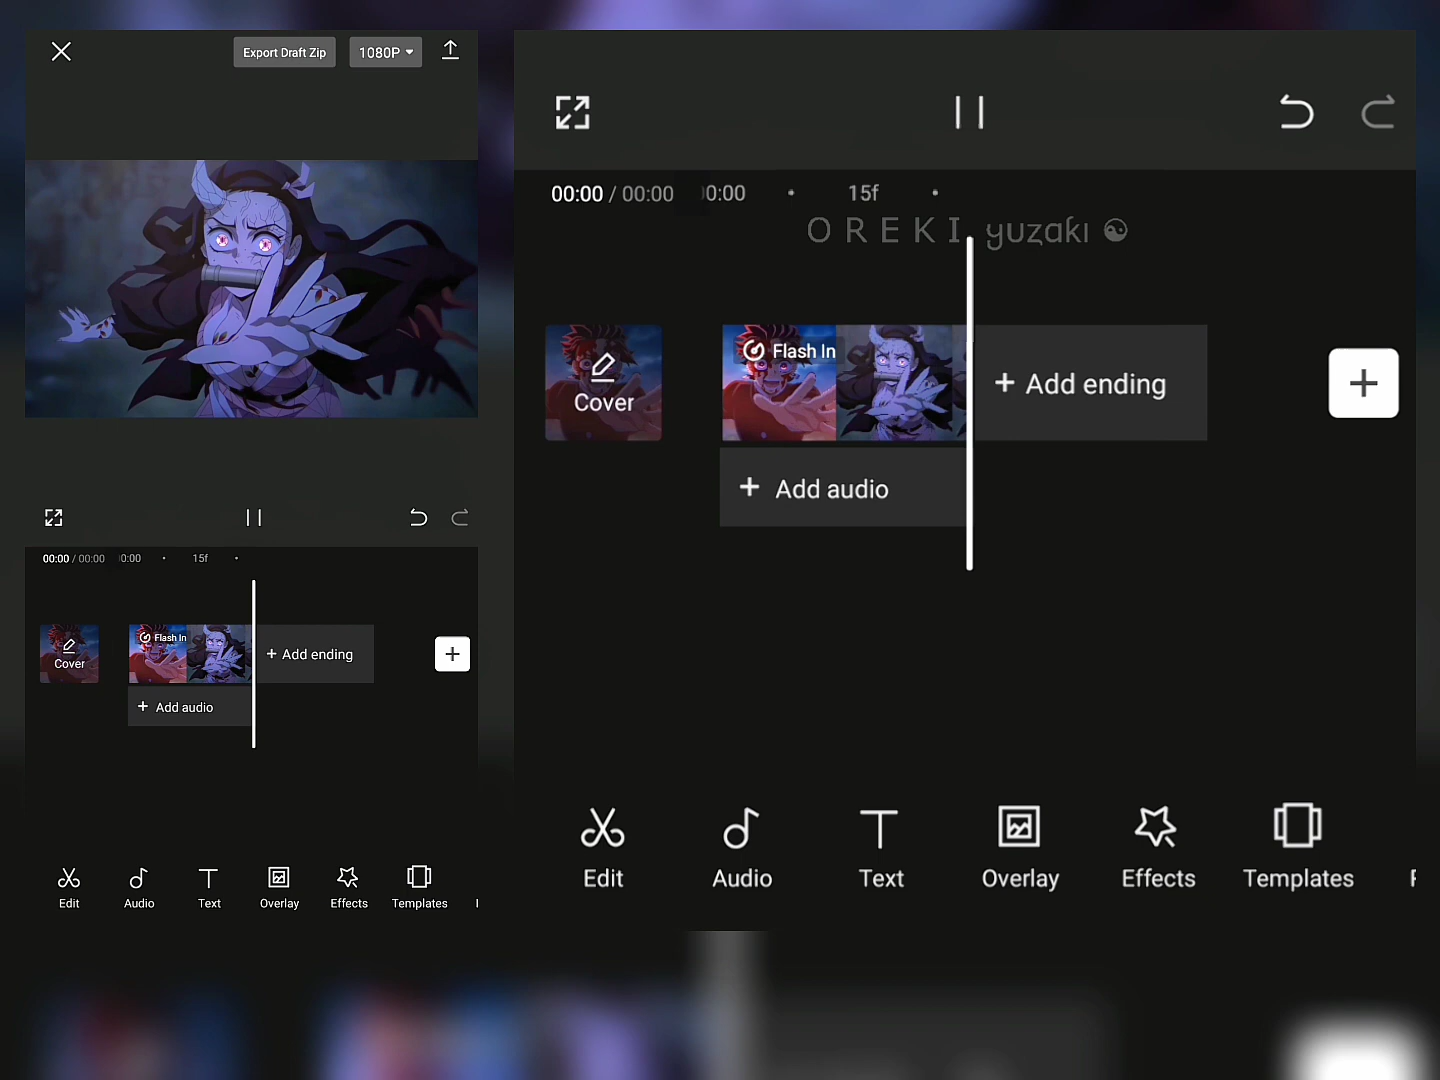 Export Draft Zip
1080P
00:00 / 00:00
0:00
15f
Cover
Flash In
+ Add ending
+
+ Add audio
Edit
Audio
Text
Overlay
Effects
Templates
00:00 / 00:00
0:00
15f
O R E K I yuzaki ☯
Cover
Flash In
+ Add ending
+
+ Add audio
Edit
Audio
Text
Overlay
Effects
Templates